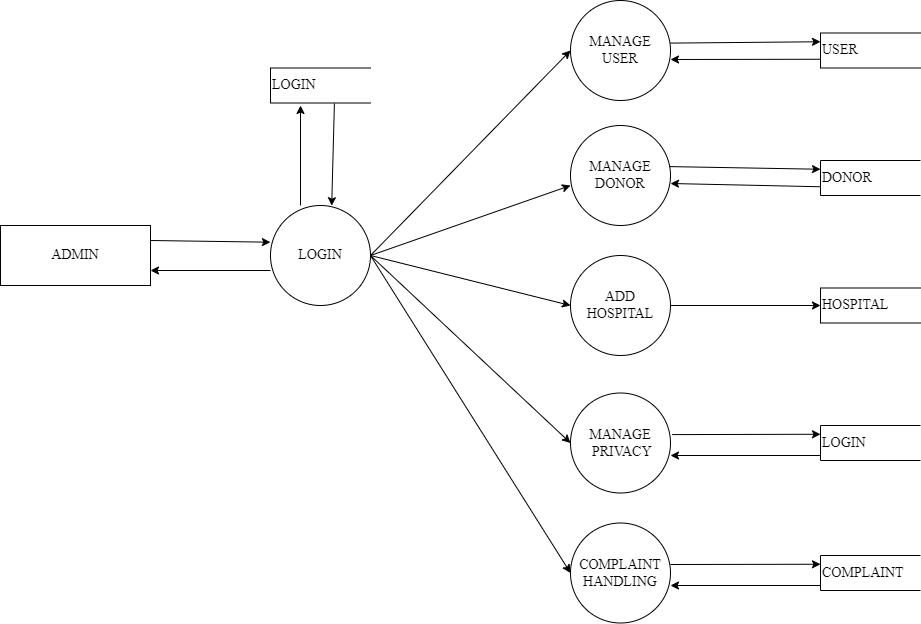 MANAGE
USER
USER
LOGIN
MANAGE
DONOR
DONOR
ADMIN
LOGIN
ADD
HOSPITAL
HOSPITAL
MANAGE
PRIVACY
LOGIN
COMPLAINT
HANDLING
COMPLAINT